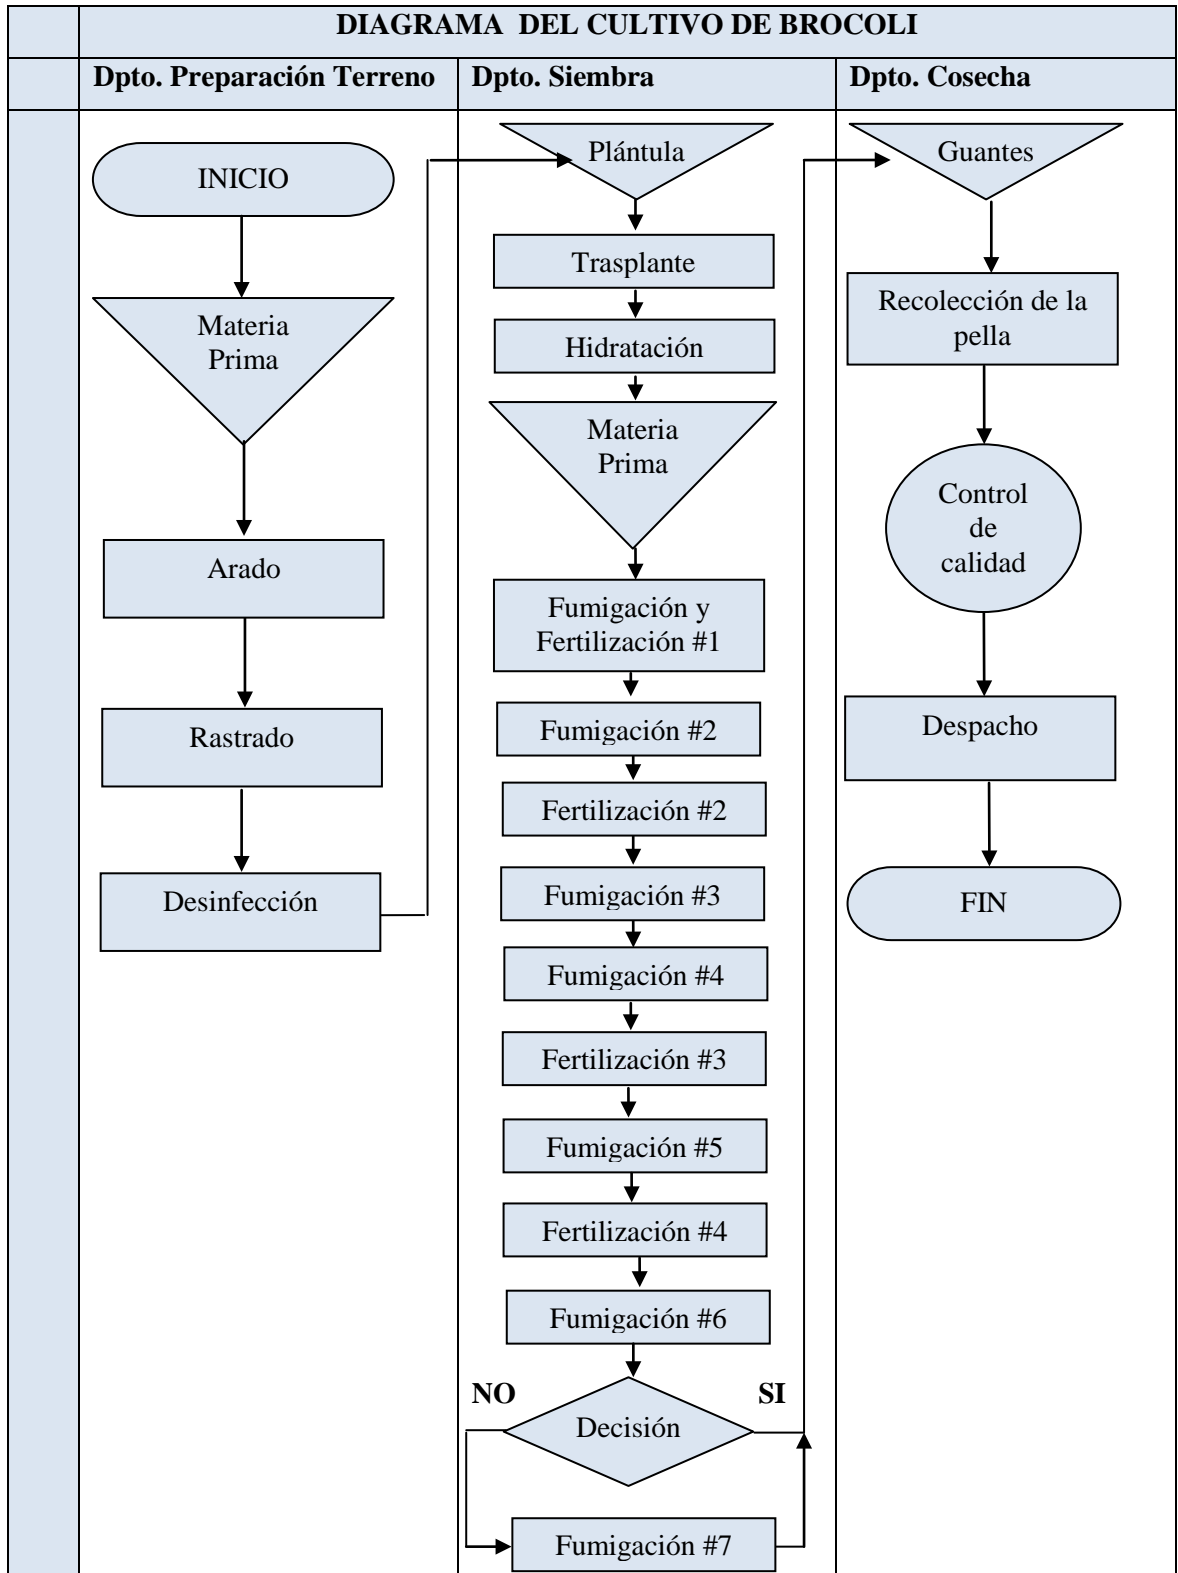 DIAGRAMA DEL CULTIVO DE BROCOLI
Dpto. Preparación Terreno
Dpto. Siembra
Dpto. Cosecha
INICIO
Materia
Prima
Arado
Rastrado
Desinfección
Plántula
Trasplante
Hidratación
Materia
Prima
Fumigación y
Fertilización #1
Fumigación #2
Fertilización #2
Fumigación #3
Fumigación #4
Fertilización #3
Fumigación #5
Fertilización #4
Fumigación #6
NO
SI
Decisión
Fumigación #7
Guantes
Recolección de la
pella
Control
de
calidad
Despacho
FIN